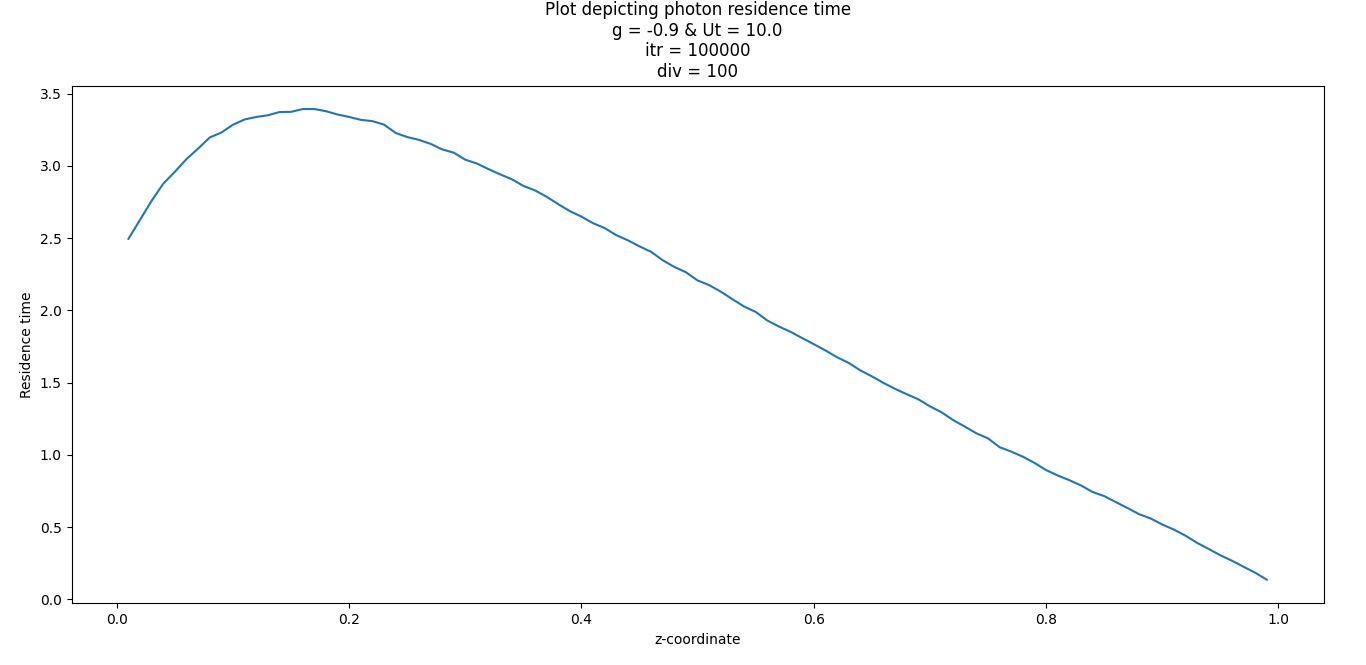 Plot depicting photon residence time
g = -0.9 & Ut = 10.0
itr = 100000
div = 100
3.5
3.0
2.5
2.0
1.5
1.0
0.5
0.0
Residence time
0.0 0.2 0.4 0.6 0.8 1.0
z-coordinate